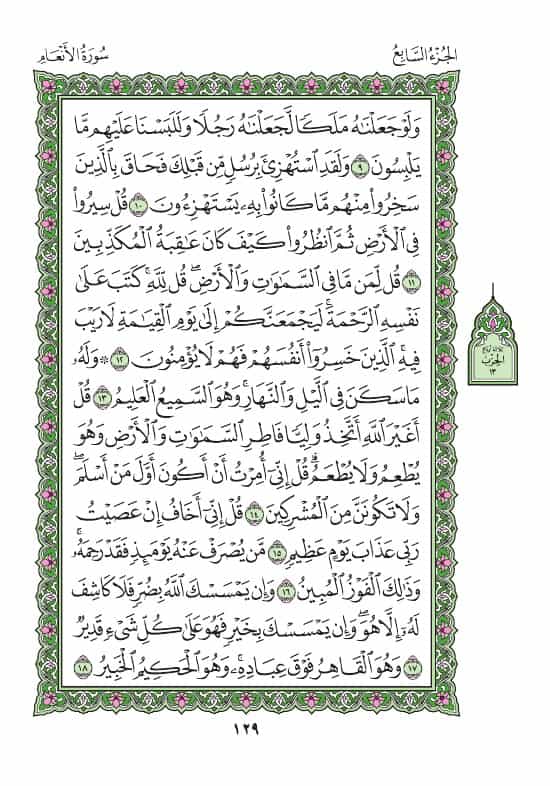 الجُزْءُ السَّابِعُ
سُورَةُ الأَنْعَامِ
وَلَوْ جَعَلْنَٰهُ مَلَكًا لَّجَعَلْنَٰهُ رَجُلًا وَلَلَبَسْنَا عَلَيْهِم مَّا
يَلْبِسُونَ ٩ وَلَقَدِ ٱسْتُهْزِئَ بِرُسُلٍ مِّن قَبْلِكَ فَحَاقَ بِٱلَّذِينَ
سَخِرُوا۟ مِنْهُم مَّا كَانُوا۟ بِهِۦ يَسْتَهْزِءُونَ ١٠ قُلْ سِيرُوا۟
فِى ٱلْأَرْضِ ثُمَّ ٱنظُرُوا۟ كَيْفَ كَانَ عَٰقِبَةُ ٱلْمُكَذِّبِينَ
١١ قُل لِّمَن مَّا فِى ٱلسَّمَٰوَٰتِ وَٱلْأَرْضِ ۖ قُل لِّلَّهِ ۚ كَتَبَ عَلَىٰ
نَفْسِهِ ٱلرَّحْمَةَ ۚ لَيَجْمَعَنَّكُمْ إِلَىٰ يَوْمِ ٱلْقِيَٰمَةِ لَا رَيْبَ
فِيهِ ۚ ٱلَّذِينَ خَسِرُوٓا۟ أَنفُسَهُمْ فَهُمْ لَا يُؤْمِنُونَ ١٢ ۞ وَلَهُۥ
مَا سَكَنَ فِى ٱلَّيْلِ وَٱلنَّهَارِ ۚ وَهُوَ ٱلسَّمِيعُ ٱلْعَلِيمُ ١٣ قُلْ
أَغَيْرَ ٱللَّهِ أَتَّخِذُ وَلِيًّا فَاطِرِ ٱلسَّمَٰوَٰتِ وَٱلْأَرْضِ وَهُوَ
يُطْعِمُ وَلَا يُطْعَمُ ۗ قُلْ إِنِّىٓ أُمِرْتُ أَنْ أَكُونَ أَوَّلَ مَنْ أَسْلَمَ ۖ
وَلَا تَكُونَنَّ مِنَ ٱلْمُشْرِكِينَ ١٤ قُلْ إِنِّىٓ أَخَافُ إِنْ عَصَيْتُ
رَبِّى عَذَابَ يَوْمٍ عَظِيمٍ ١٥ مَّن يُصْرَفْ عَنْهُ يَوْمَئِذٍ فَقَدْ رَحِمَهُۥ ۚ
وَذَٰلِكَ ٱلْفَوْزُ ٱلْمُبِينُ ١٦ وَإِن يَمْسَسْكَ ٱللَّهُ بِضُرٍّ فَلَا كَاشِفَ
لَهُۥٓ إِلَّا هُوَ ۖ وَإِن يَمْسَسْكَ بِخَيْرٍ فَهُوَ عَلَىٰ كُلِّ شَىْءٍ قَدِيرٌ
١٧ وَهُوَ ٱلْقَاهِرُ فَوْقَ عِبَادِهِۦ ۚ وَهُوَ ٱلْحَكِيمُ ٱلْخَبِيرُ ١٨
ثلاثة أرباع
الحزب
١٣
١٢٩